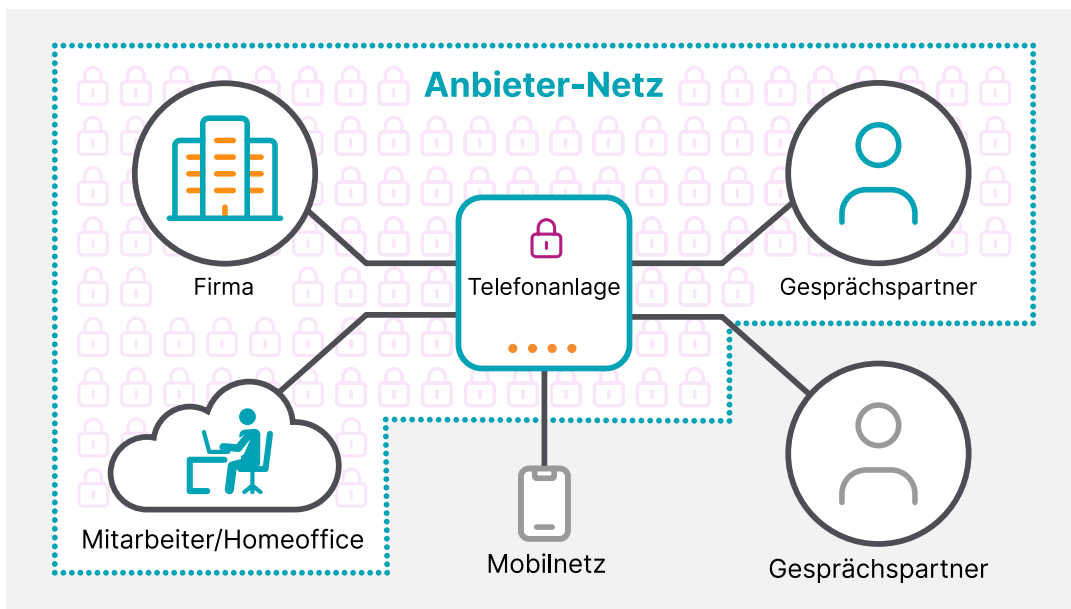 Anbieter-Netz
Firma
Telefonanlage
Gesprächspartner
Mitarbeiter/Homeoffice
Mobilnetz
Gesprächspartner